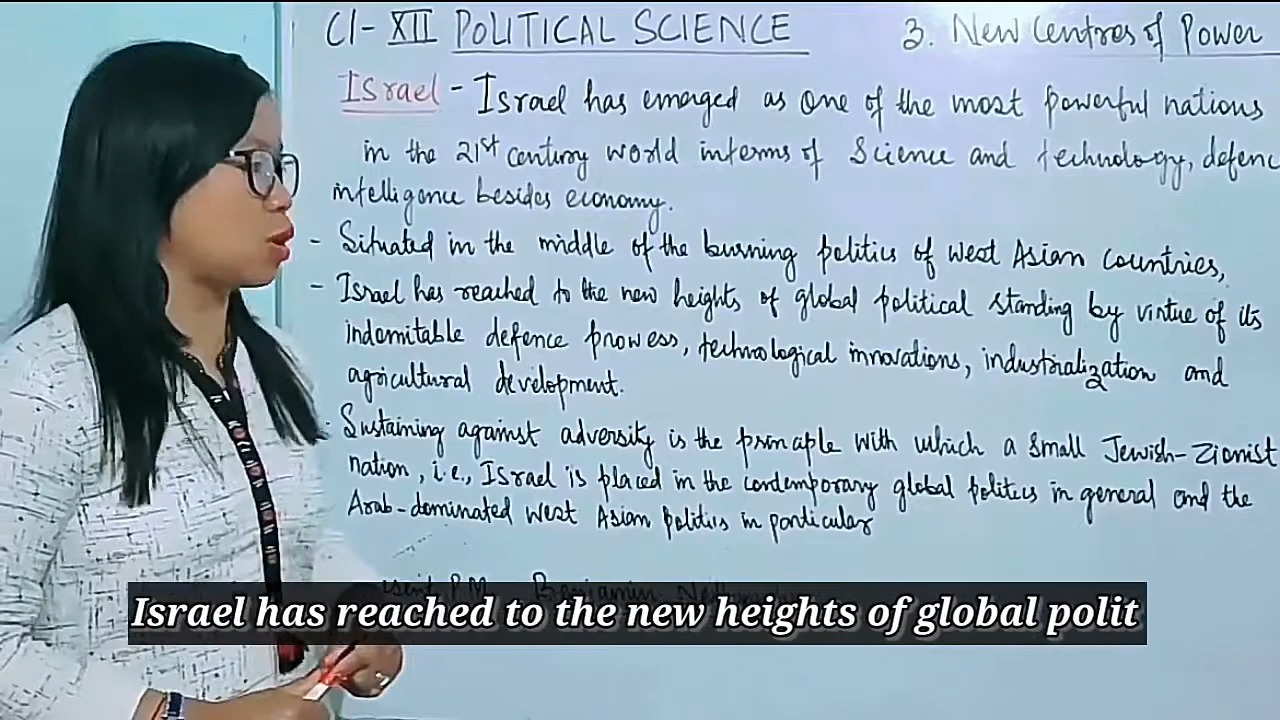 Cl- XII POLITICAL SCIENCE 3. New Centres of Power
Israel - Israel has emerged as one of the most powerful nations
in the 21st century world interms of Science and technology, defenc
intelligence besides economy.
- Situated in the middle of the burning politics of West Asian Countries,
- Israel has reached to the new heights of global political standing by virtue of its
indomitable defence prowess, technological innovations, industrialization and
agricultural development.
- Sustaining against adversity is the principle with which a small Jewish-Zionist
nation, i.e., Israel is placed in the contemporary global politics in general and the
Arab-dominated West Asian politics in particular
P.M Benjamin
Israel has reached to the new heights of global polit